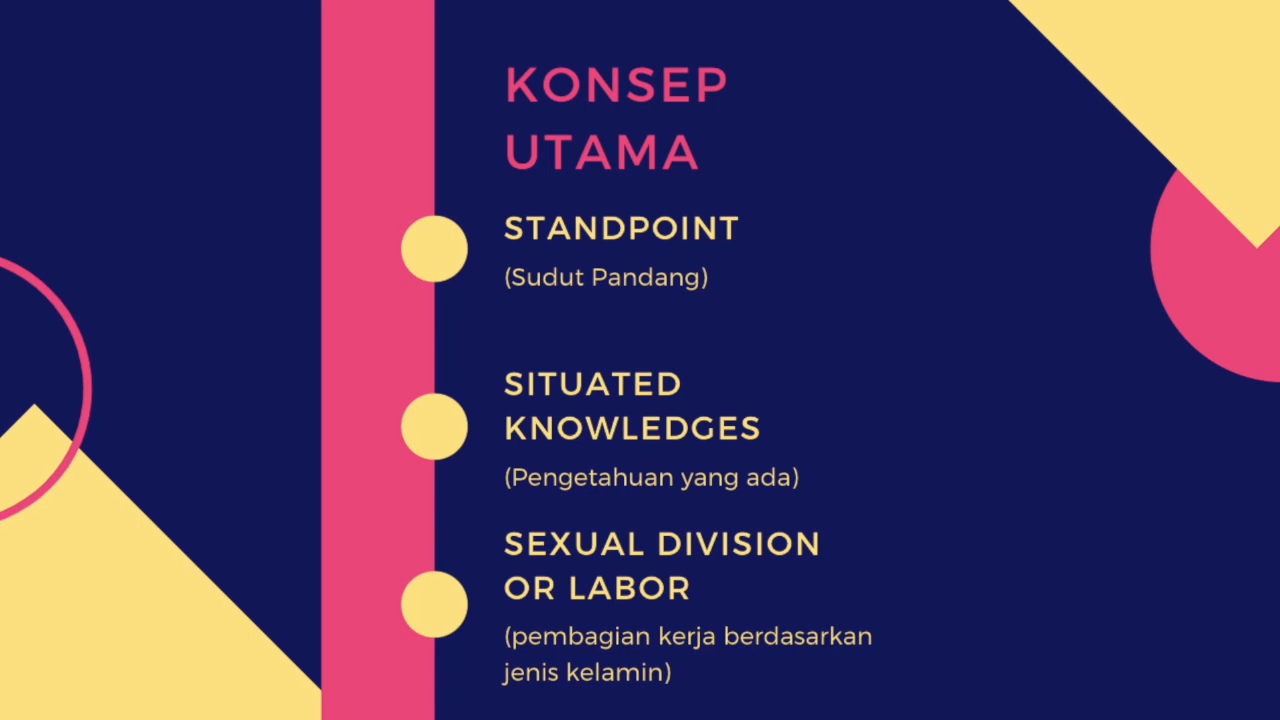 KONSEP
UTAMA
STANDPOINT
(Sudut Pandang)
SITUATED
KNOWLEDGES
(Pengetahuan yang ada)
SEXUAL DIVISION
OR LABOR
(pembagian kerja berdasarkan
jenis kelamin)